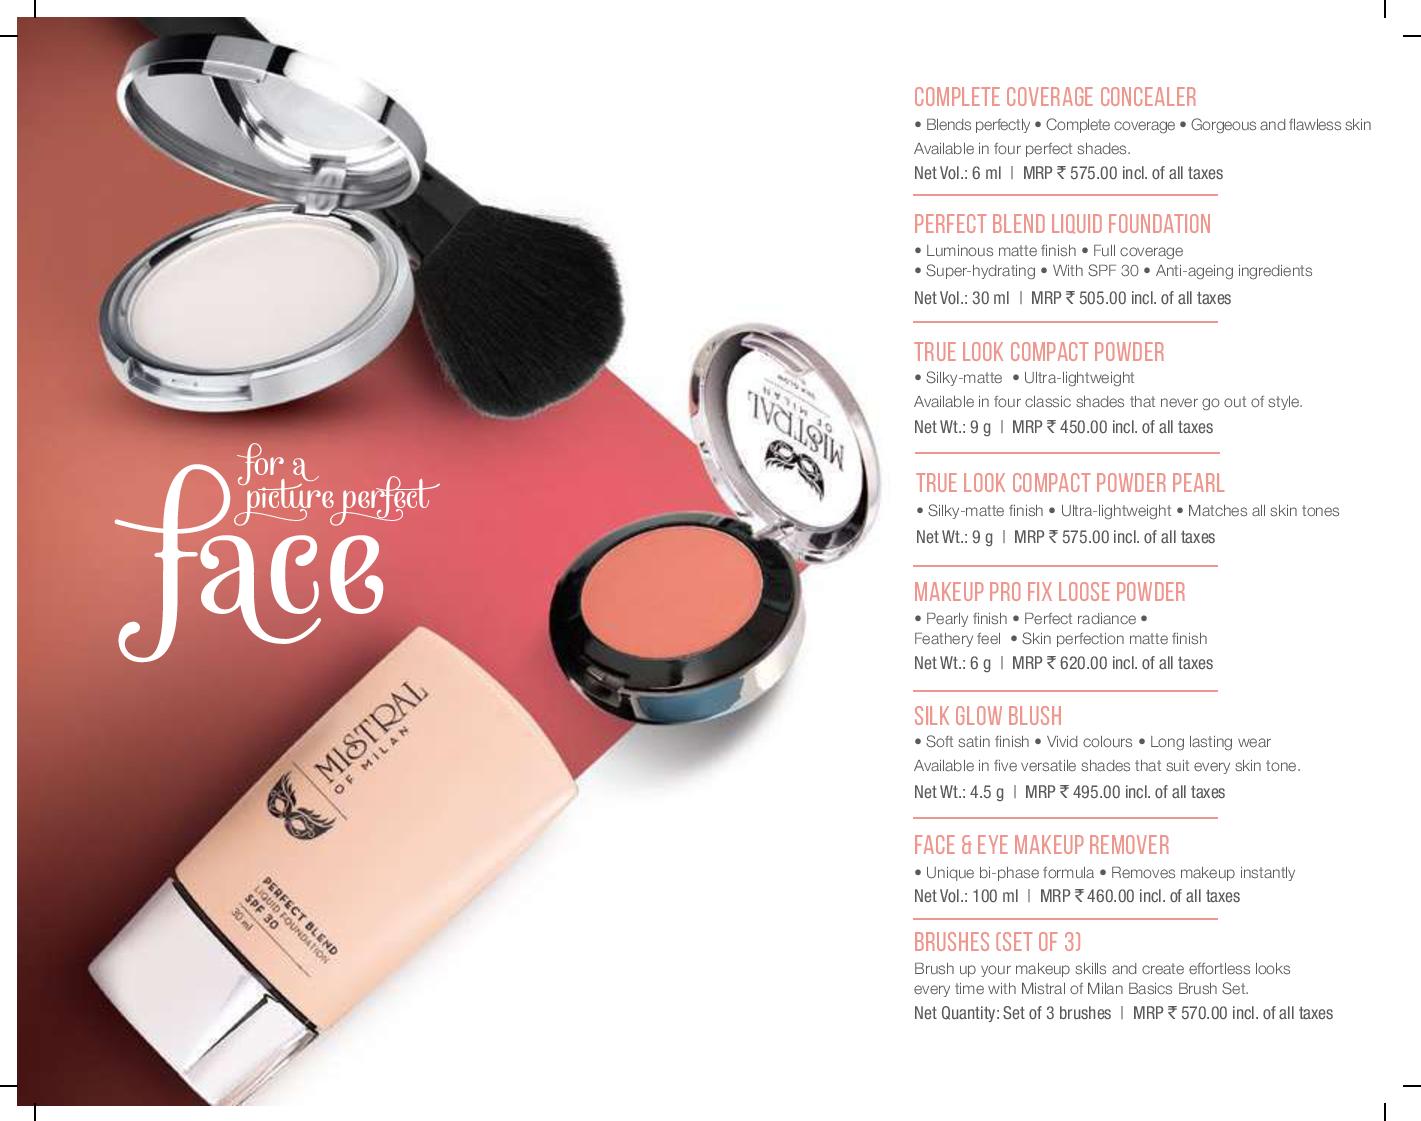 for a
picture perfect
face
MISTRAL
OF MILAN
MISTRAL
OF MILAN
PERFECT BLEND
LIQUID FOUNDATION
SPF 30
30 ml
COMPLETE COVERAGE CONCEALER
• Blends perfectly • Complete coverage • Gorgeous and flawless skin
Available in four perfect shades.
Net Vol.: 6 ml | MRP ₹ 575.00 incl. of all taxes
PERFECT BLEND LIQUID FOUNDATION
• Luminous matte finish • Full coverage
• Super-hydrating • With SPF 30 • Anti-ageing ingredients
Net Vol.: 30 ml | MRP ₹ 505.00 incl. of all taxes
TRUE LOOK COMPACT POWDER
• Silky-matte • Ultra-lightweight
Available in four classic shades that never go out of style.
Net Wt.: 9 g | MRP ₹ 450.00 incl. of all taxes
TRUE LOOK COMPACT POWDER PEARL
• Silky-matte finish • Ultra-lightweight • Matches all skin tones
Net Wt.: 9 g | MRP ₹ 575.00 incl. of all taxes
MAKEUP PRO FIX LOOSE POWDER
• Pearly finish • Perfect radiance •
Feathery feel • Skin perfection matte finish
Net Wt.: 6 g | MRP ₹ 620.00 incl. of all taxes
SILK GLOW BLUSH
• Soft satin finish • Vivid colours • Long lasting wear
Available in five versatile shades that suit every skin tone.
Net Wt.: 4.5 g | MRP ₹ 495.00 incl. of all taxes
FACE & EYE MAKEUP REMOVER
• Unique bi-phase formula • Removes makeup instantly
Net Vol.: 100 ml | MRP ₹ 460.00 incl. of all taxes
BRUSHES (SET OF 3)
Brush up your makeup skills and create effortless looks
every time with Mistral of Milan Basics Brush Set.
Net Quantity: Set of 3 brushes | MRP ₹ 570.00 incl. of all taxes